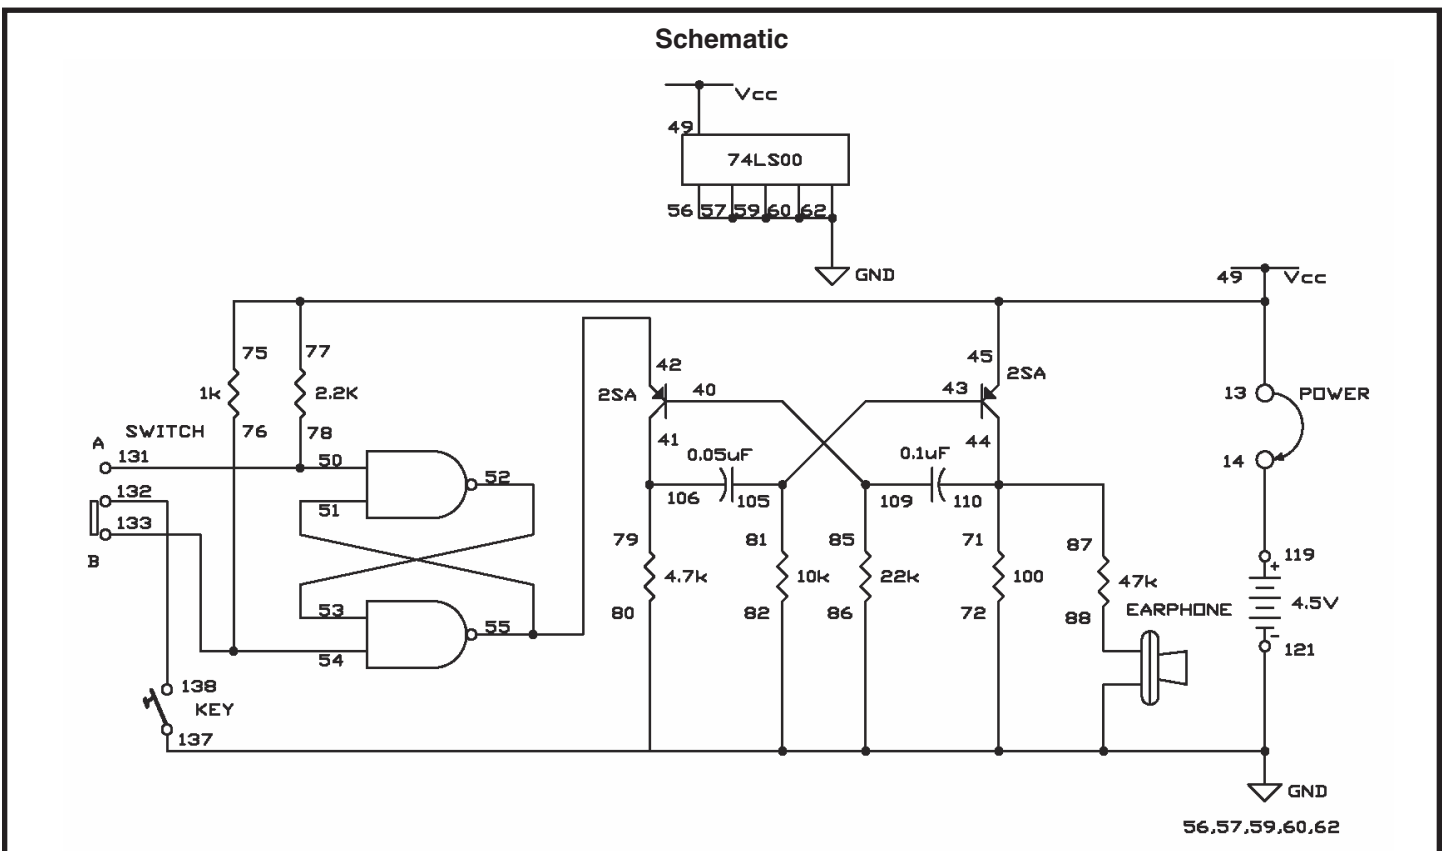 Schematic
Vcc
49
74LS00
56 57 59 60 62
GND
49 Vcc
75 77
1k 2.2K
76 78
A SWITCH
131
132
133
B
50
51
52
53
54
55
138
KEY
137
42
2SA 40
41
0.05uF
106 105
45
2SA
43
44
0.1uF
109 110
79
4.7k
80
81
10k
82
85
22k
86
71
100
72
87
47k
88
EARPHONE
13 POWER
14
119
+
4.5V
-
121
GND
56,57,59,60,62